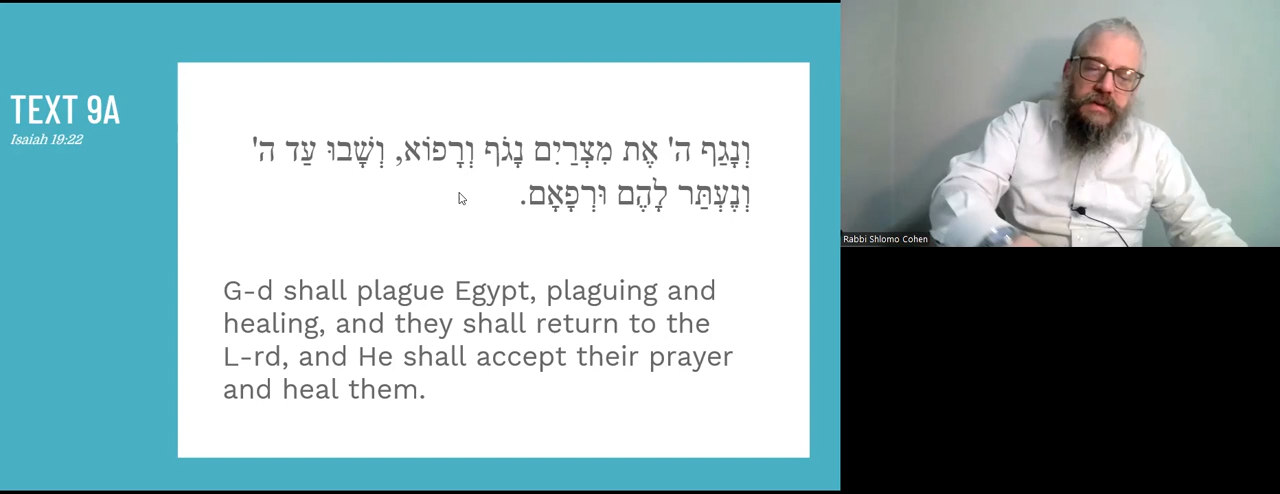 TEXT 9A
Isaiah 19:22
וְנָגַף ה' אֶת מִצְרַיִם נָגֹף וְרָפוֹא, וְשָׁבוּ עַד ה'
וְנֶעְתַּר לָהֶם וּרְפָאָם.
G-d shall plague Egypt, plaguing and
healing, and they shall return to the
L-rd, and He shall accept their prayer
and heal them.
Rabbi Shlomo Cohen